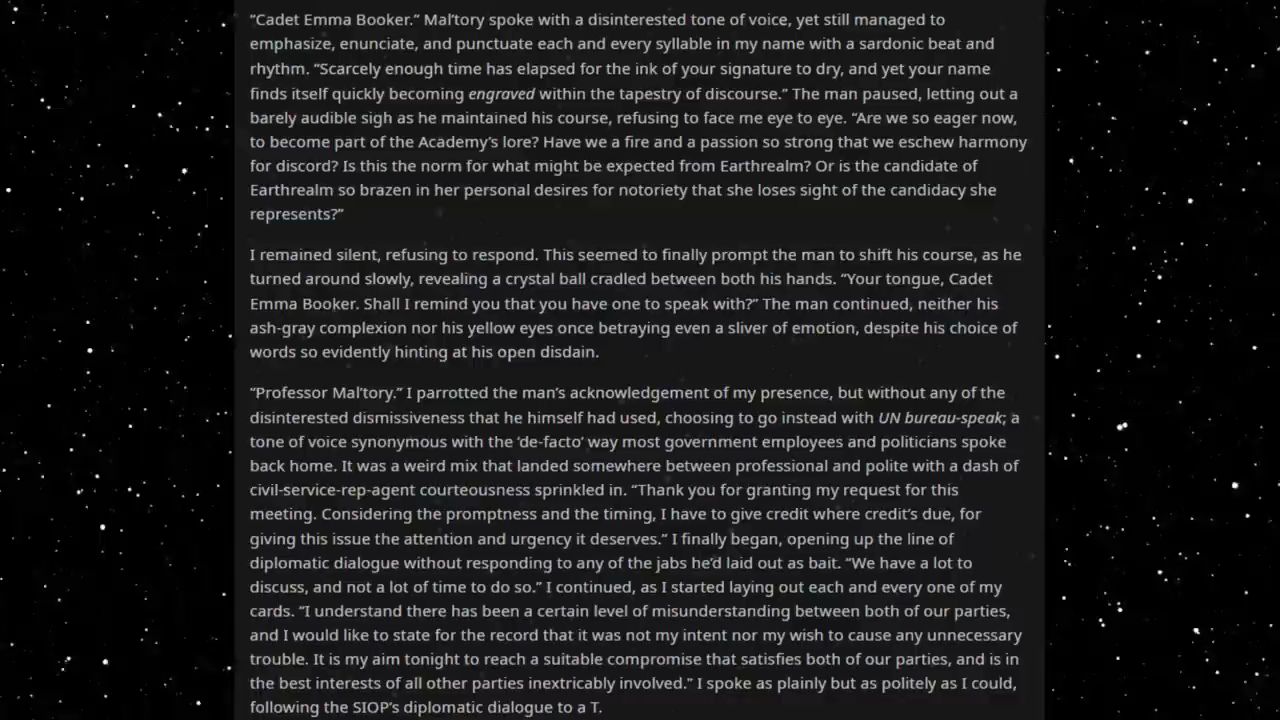 “Cadet Emma Booker.” Mal’tory spoke with a disinterested tone of voice, yet still managed to
emphasize, enunciate, and punctuate each and every syllable in my name with a sardonic beat and
rhythm. “Scarcely enough time has elapsed for the ink of your signature to dry, and yet your name
finds itself quickly becoming engraved within the tapestry of discourse.” The man paused, letting out a
barely audible sigh as he maintained his course, refusing to face me eye to eye. “Are we so eager now,
to become part of the Academy’s lore? Have we a fire and a passion so strong that we eschew harmony
for discord? Is this the norm for what might be expected from Earthrealm? Or is the candidate of
Earthrealm so brazen in her personal desires for notoriety that she loses sight of the candidacy she
represents?”
I remained silent, refusing to respond. This seemed to finally prompt the man to shift his course, as he
turned around slowly, revealing a crystal ball cradled between both his hands. “Your tongue, Cadet
Emma Booker. Shall I remind you that you have one to speak with?” The man continued, neither his
ash-gray complexion nor his yellow eyes once betraying even a sliver of emotion, despite his choice of
words so evidently hinting at his open disdain.
“Professor Mal’tory.” I parrotted the man’s acknowledgement of my presence, but without any of the
disinterested dismissiveness that he himself had used, choosing to go instead with UN bureau-speak; a
tone of voice synonymous with the ‘de-facto’ way most government employees and politicians spoke
back home. It was a weird mix that landed somewhere between professional and polite with a dash of
civil-service-rep-agent courteousness sprinkled in. “Thank you for granting my request for this
meeting. Considering the promptness and the timing, I have to give credit where credit’s due, for
giving this issue the attention and urgency it deserves.” I finally began, opening up the line of
diplomatic dialogue without responding to any of the jabs he’d laid out as bait. “We have a lot to
discuss, and not a lot of time to do so.” I continued, as I started laying out each and every one of my
cards. “I understand there has been a certain level of misunderstanding between both of our parties,
and I would like to state for the record that it was not my intent nor my wish to cause any unnecessary
trouble. It is my aim tonight to reach a suitable compromise that satisfies both of our parties, and is in
the best interests of all other parties inextricably involved.” I spoke as plainly but as politely as I could,
following the SIOP’s diplomatic dialogue to a T.